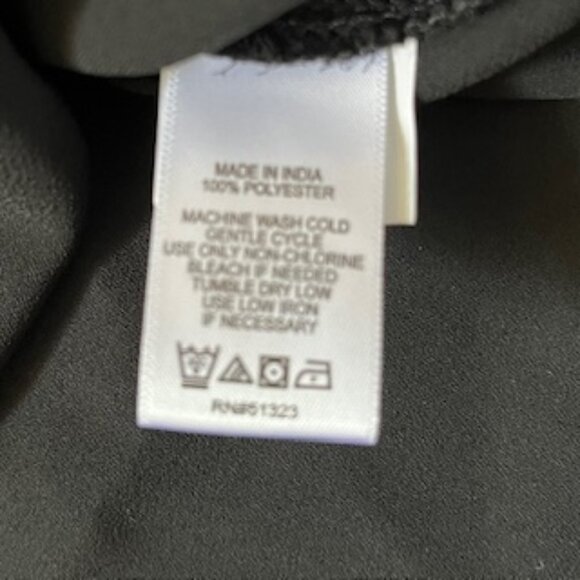 MADE IN INDIA
100% POLYESTER
MACHINE WASH COLD
GENTLE CYCLE
USE ONLY NON-CHLORINE
BLEACH IF NEEDED
TUMBLE DRY LOW
USE LOW IRON
IF NECESSARY
RN#51323